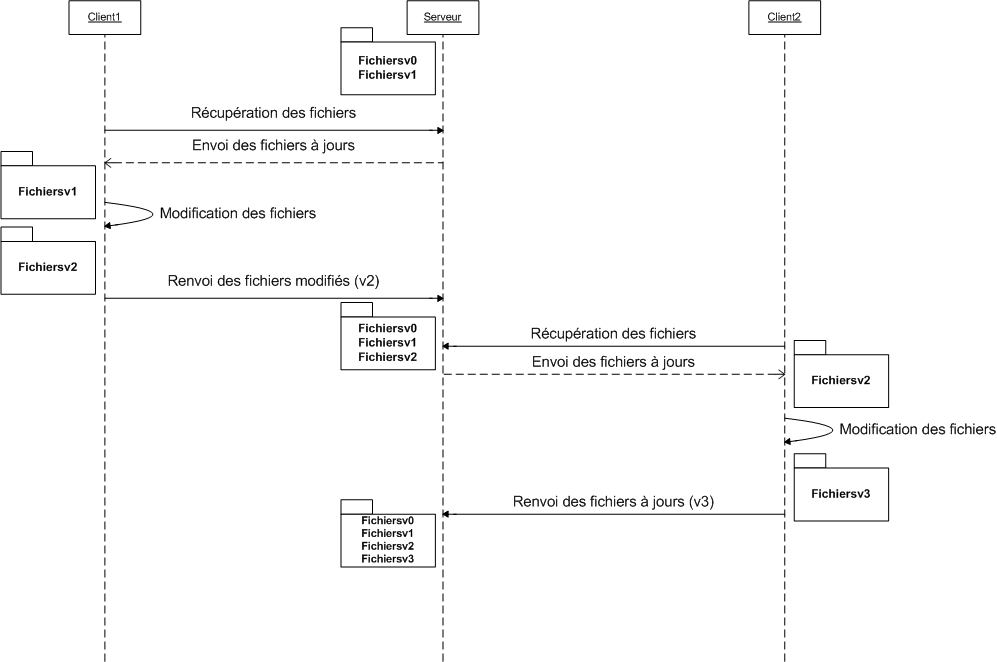 Client1
Serveur
Client2
Fichiersv0
Fichiersv1
Récupération des fichiers
Envoi des fichiers à jours
Fichiersv1
Modification des fichiers
Fichiersv2
Renvoi des fichiers modifiés (v2)
Fichiersv0
Fichiersv1
Fichiersv2
Récupération des fichiers
Envoi des fichiers à jours
Fichiersv2
Modification des fichiers
Fichiersv3
Renvoi des fichiers à jours (v3)
Fichiersv0
Fichiersv1
Fichiersv2
Fichiersv3